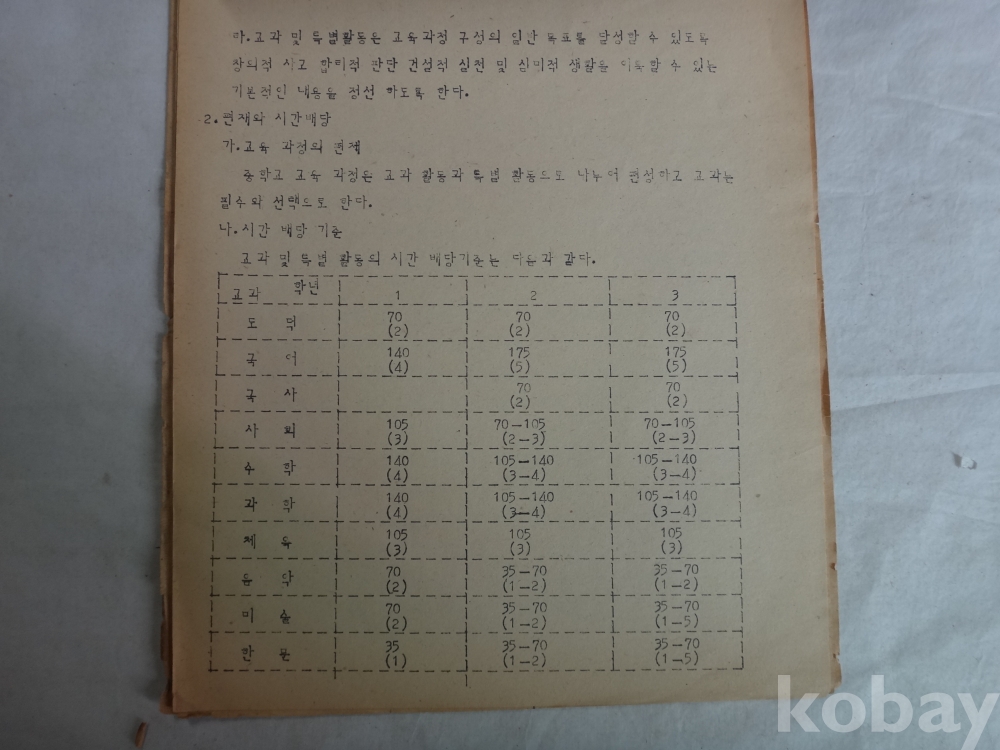 마.교과 및 특별활동은 교육과정 구성의 일반 목표를 달성할 수 있도록
창의적 사고 합리적 판단 건설적 실천 및 심미적 생활을 이룩할 수 있는
기본적인 내용을 정선 하도록 한다.
2.편재와 시간배당
가.교육 과정의 편재
중학교 교육 과정은 교과 활동과 특별 활동으로 나누어 편성하고 교과는
필수와 선택으로 한다.
나.시간 배당 기준
교과 및 특별 활동의 시간 배당기준는 다음과 같다.
교과 학년 1 2 3
도 덕 70 70 70
(2) (2) (2)
국 어 140 175 175
(4) (5) (5)
국 사 70 70
(2) (2)
사 회 105 70-105 70-105
(3) (2-3) (2-3)
수 학 140 105-140 105-140
(4) (3-4) (3-4)
과 학 140 105-140 105-140
(4) (3-4) (3-4)
체 육 105 105 105
(3) (3) (3)
음 악 70 35-70 35-70
(2) (1-2) (1-2)
미 술 70 35-70 35-70
(2) (1-2) (1-5)
한 문 35 35-70 35-70
(1) (1-2) (1-5)
kobay